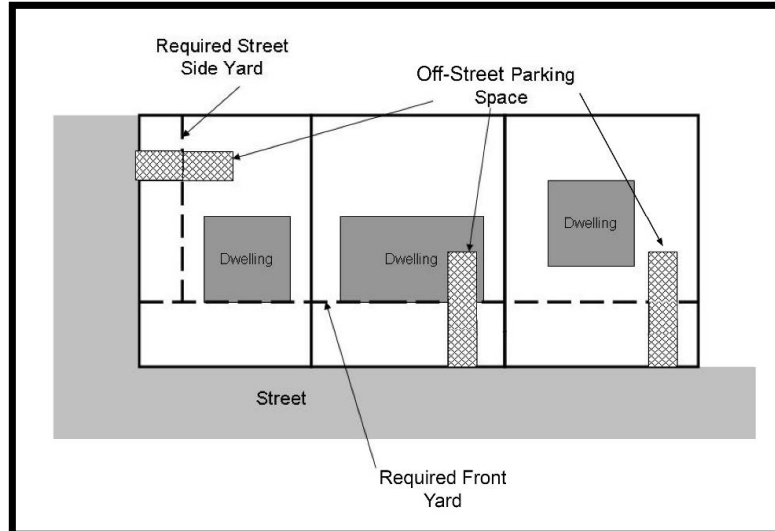 Required Street
Side Yard
Off-Street Parking
Space
Dwelling
Dwelling
Dwelling
Street
Required Front
Yard